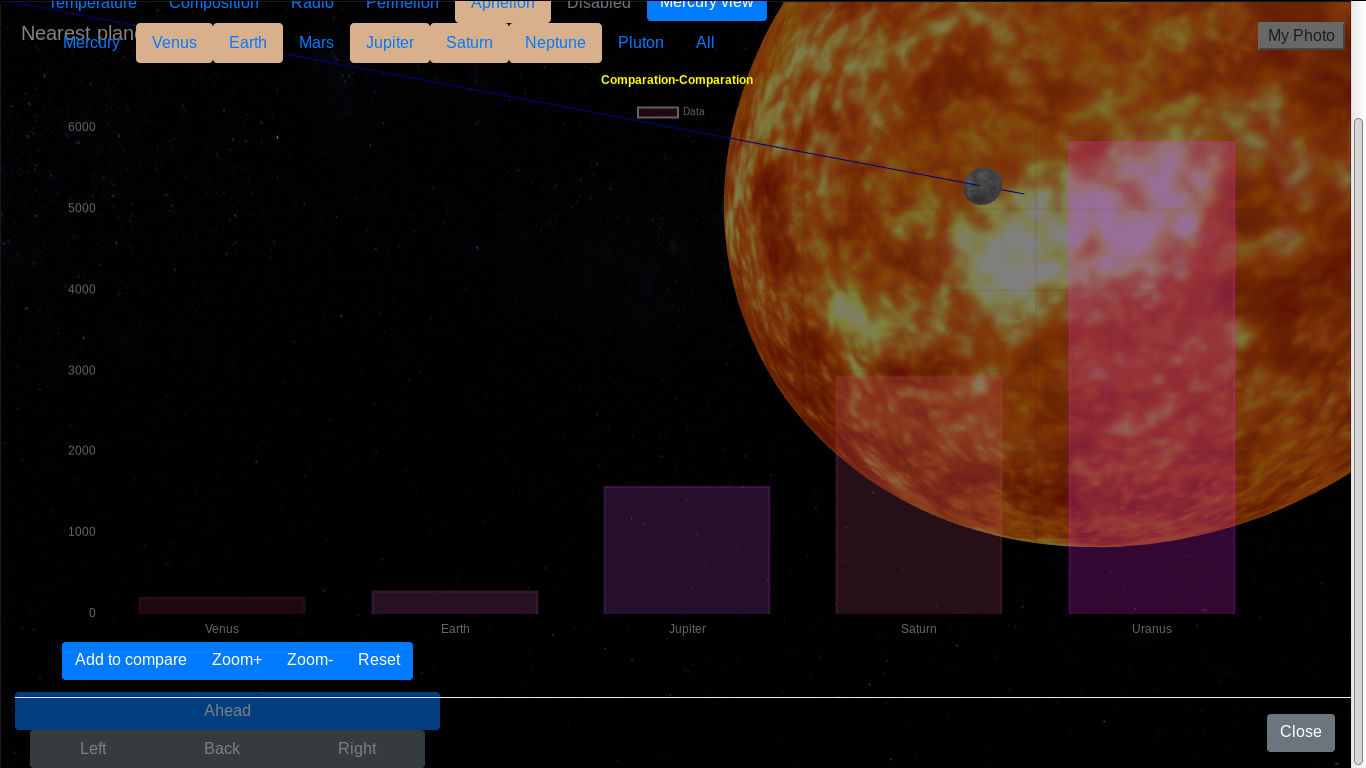 Temperature Composition Radio Perihelion Aphelion Disabled Mercury view
Nearest plan
Mercury Venus Earth Mars Jupiter Saturn Neptune Pluton All
My Photo
Comparation-Comparation
Data
6000
5000
4000
3000
2000
1000
0
Venus Earth Jupiter Saturn Uranus
Add to compare Zoom+ Zoom- Reset
Ahead
Left Back Right
Close